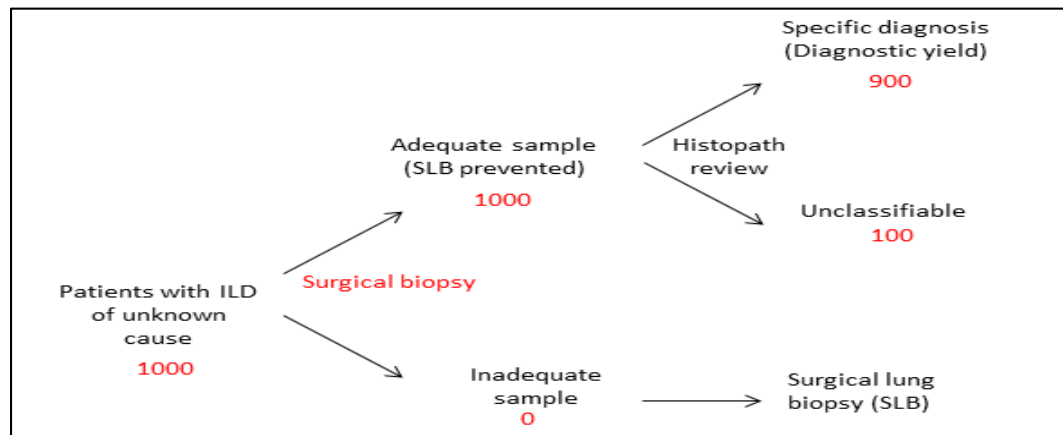 Specific diagnosis
(Diagnostic yield)
900
Adequate sample
(SLB prevented)
1000
Histopath
review
Unclassifiable
100
Surgical biopsy
Patients with ILD
of unknown
cause
1000
Inadequate
sample
0
Surgical lung
biopsy (SLB)